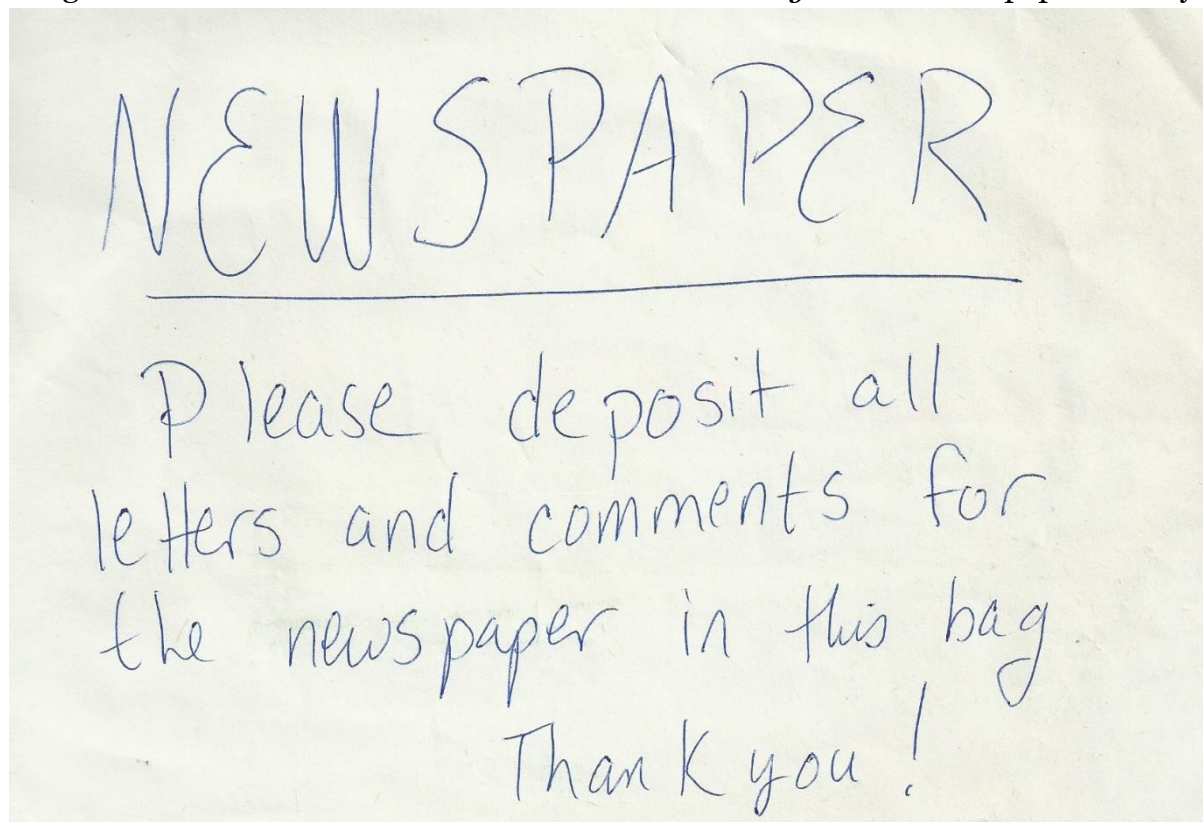 NEWSPAPER
Please deposit all
letters and comments for
the newspaper in this bag.
Thank you!